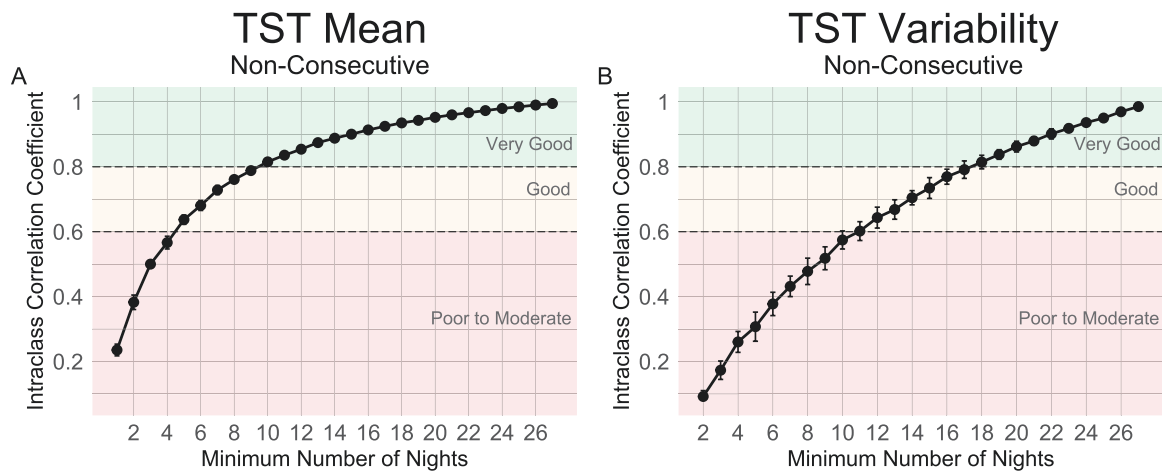 TST Mean
Non-Consecutive
A
Intraclass Correlation Coefficient
1
0.8
0.6
0.4
0.2
Very Good
Good
Poor to Moderate
2 4 6 8 10 12 14 16 18 20 22 24 26
Minimum Number of Nights
TST Variability
Non-Consecutive
B
Intraclass Correlation Coefficient
1
0.8
0.6
0.4
0.2
Very Good
Good
Poor to Moderate
2 4 6 8 10 12 14 16 18 20 22 24 26
Minimum Number of Nights